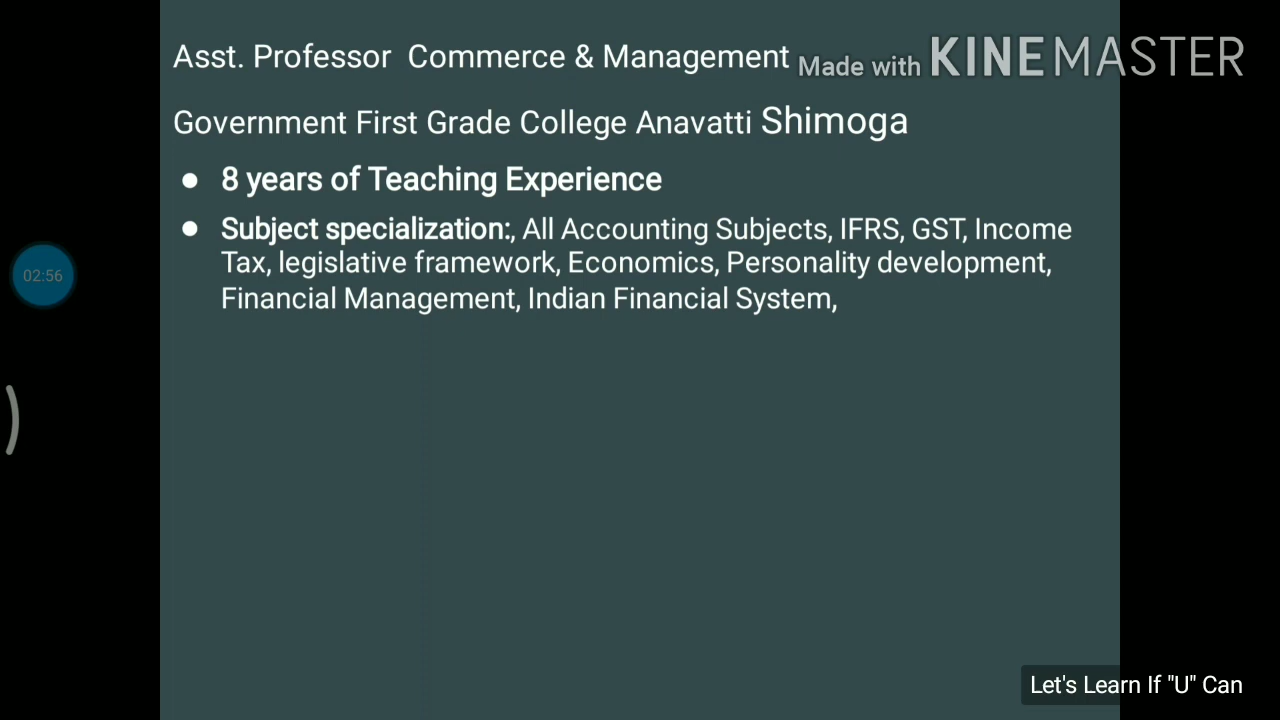 Asst. Professor Commerce & Management
Made with KINEMASTER
Government First Grade College Anavatti Shimoga
● 8 years of Teaching Experience
● Subject specialization:, All Accounting Subjects, IFRS, GST, Income
Tax, legislative framework, Economics, Personality development,
Financial Management, Indian Financial System,
02:56
Let's Learn If "U" Can